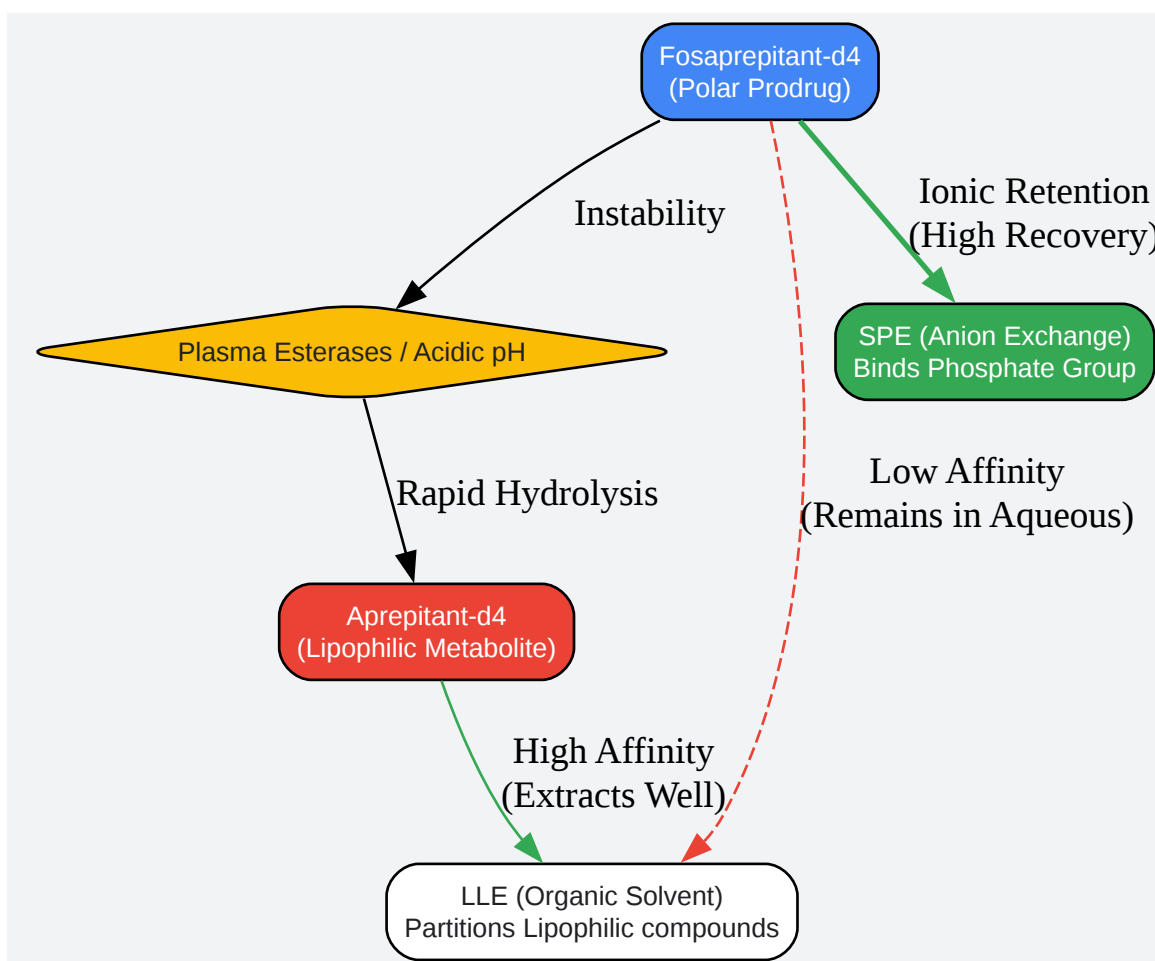 Fosaprepitant-d4
(Polar Prodrug)
Instability
Ionic Retention
(High Recovery)
Plasma Esterases / Acidic pH
SPE (Anion Exchange)
Binds Phosphate Group
Rapid Hydrolysis
Low Affinity
(Remains in Aqueous)
Aprepitant-d4
(Lipophilic Metabolite)
High Affinity
(Extracts Well)
LLE (Organic Solvent)
Partitions Lipophilic compounds